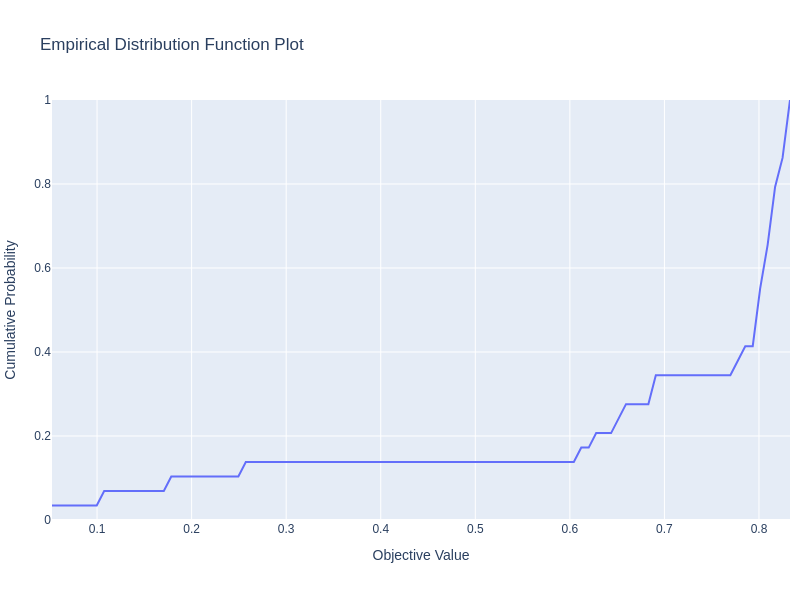 Empirical Distribution Function Plot
Cumulative Probability
1
0.8
0.6
0.4
0.2
0
0.1 0.2 0.3 0.4 0.5 0.6 0.7 0.8
Objective Value